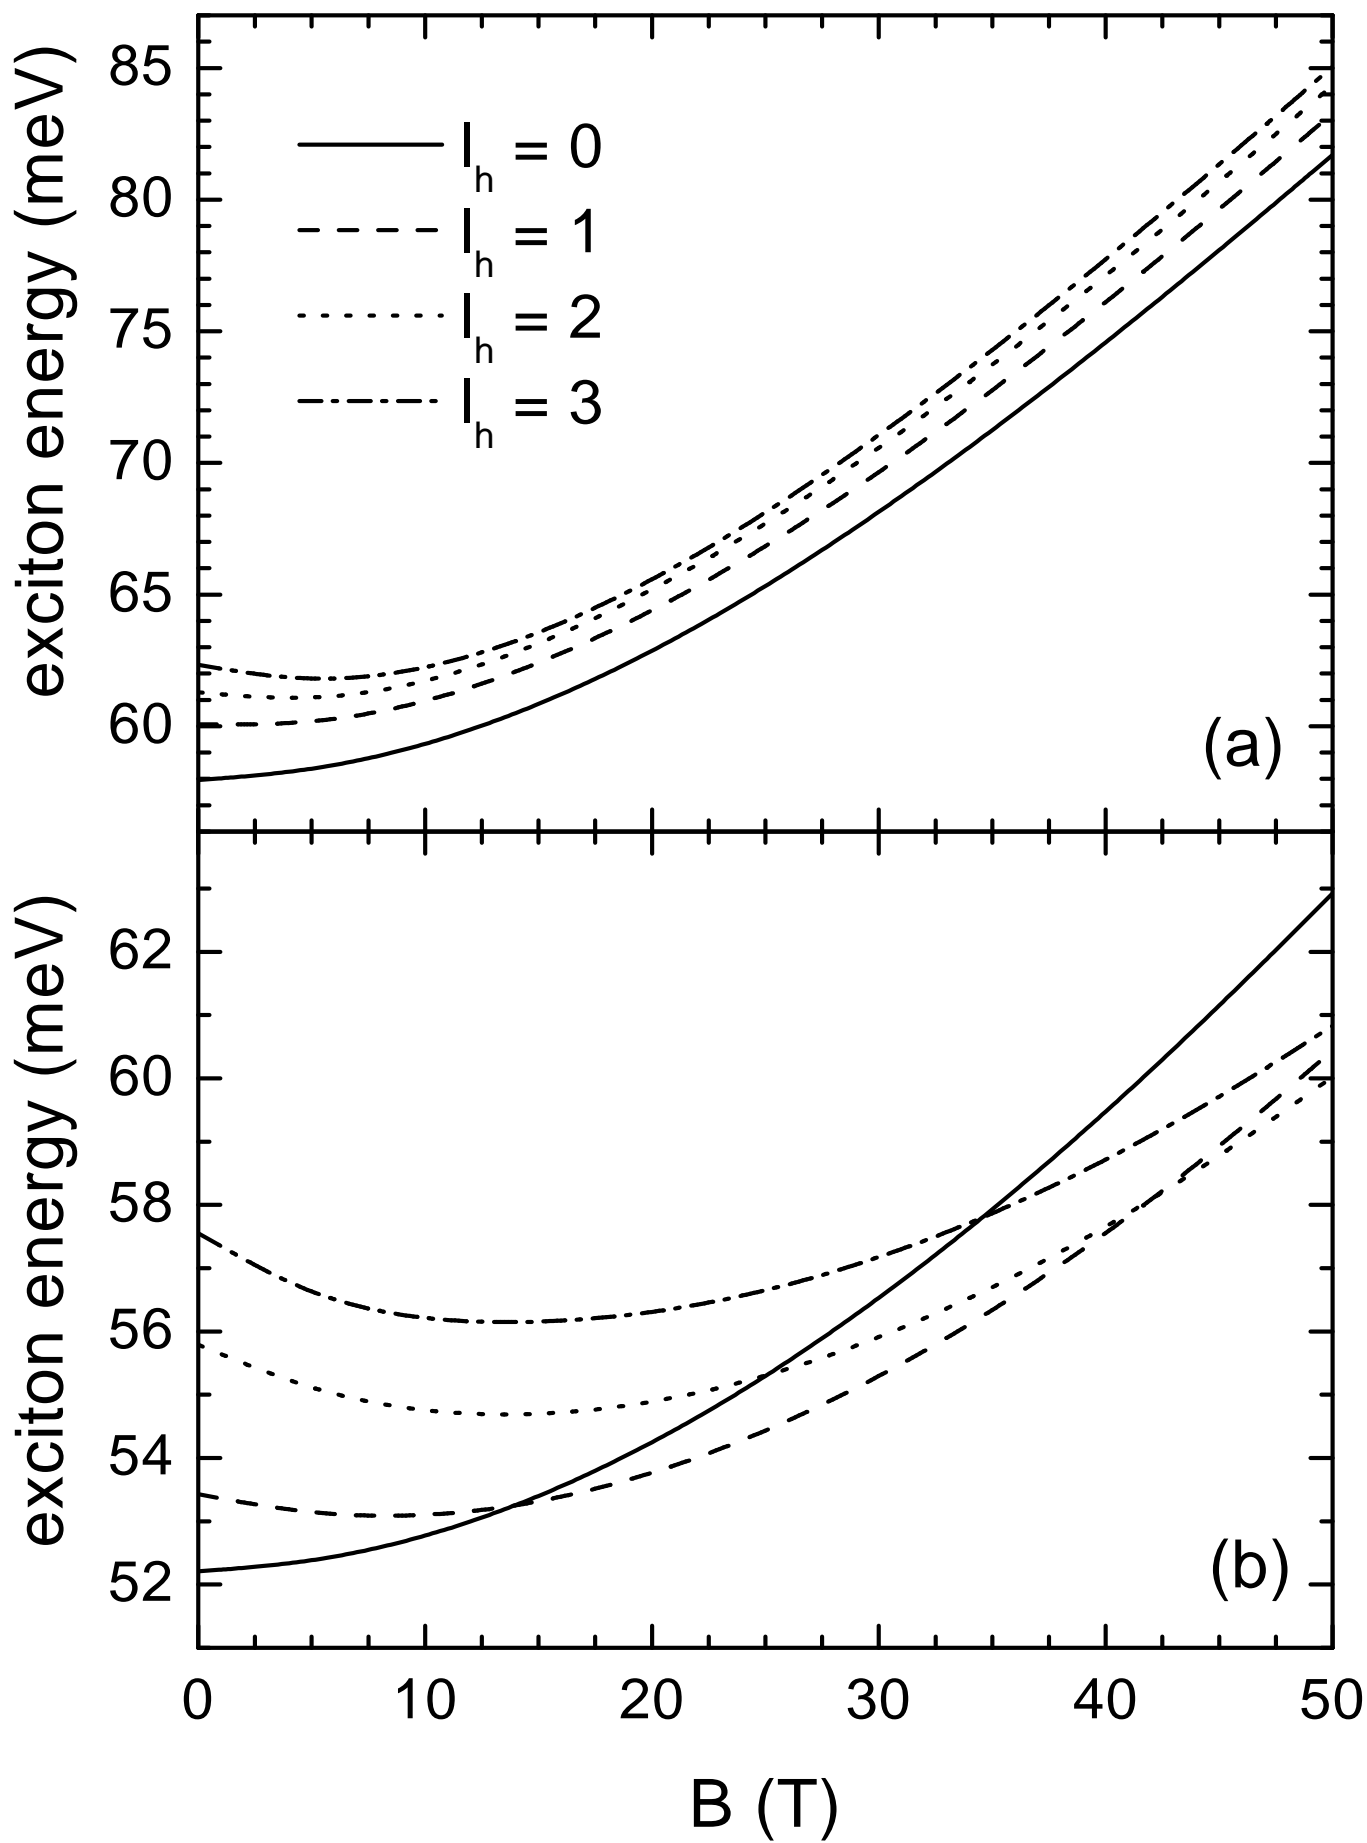 exciton energy (meV)
85
80
75
70
65
60
l_h = 0
l_h = 1
l_h = 2
l_h = 3
(a)
exciton energy (meV)
62
60
58
56
54
52
(b)
0 10 20 30 40 50
B (T)